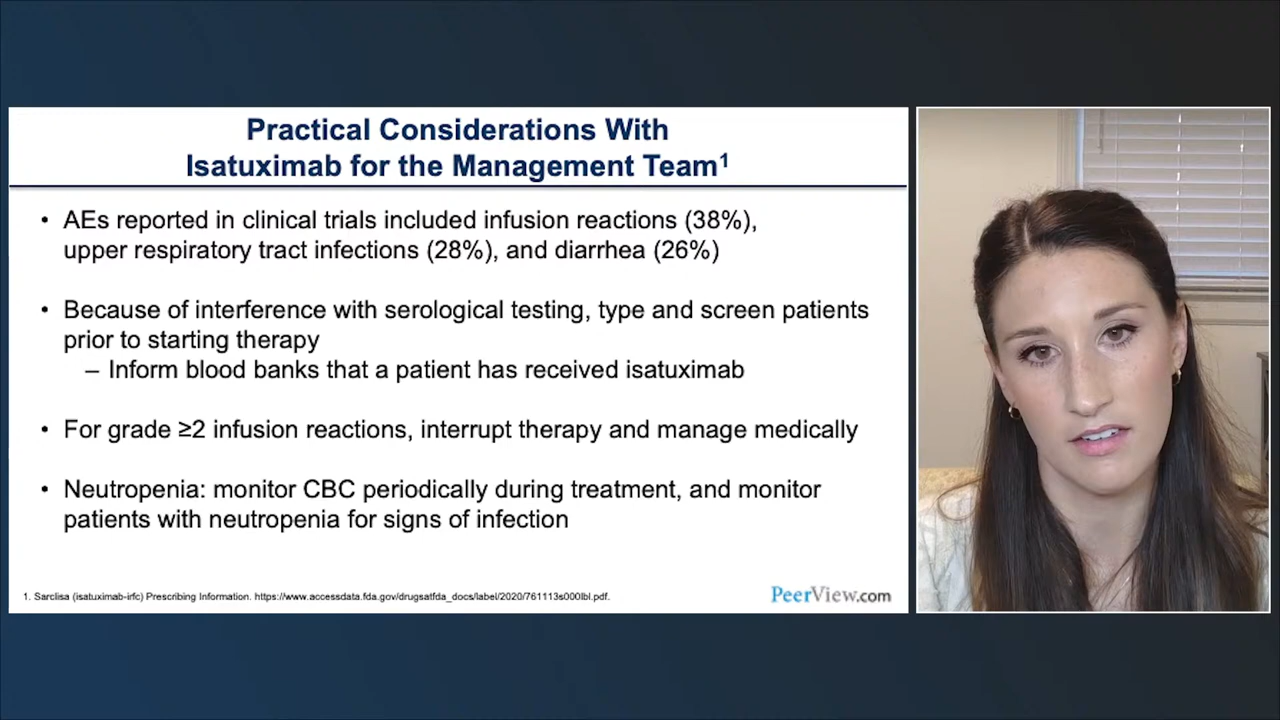 Practical Considerations With
Isatuximab for the Management Team¹
• AEs reported in clinical trials included infusion reactions (38%),
upper respiratory tract infections (28%), and diarrhea (26%)
• Because of interference with serological testing, type and screen patients
prior to starting therapy
– Inform blood banks that a patient has received isatuximab
• For grade ≥2 infusion reactions, interrupt therapy and manage medically
• Neutropenia: monitor CBC periodically during treatment, and monitor
patients with neutropenia for signs of infection
1. Sarclisa (isatuximab-irfc) Prescribing Information. https://www.accessdata.fda.gov/drugsatfda_docs/label/2020/761113s000lbl.pdf.
PeerView.com